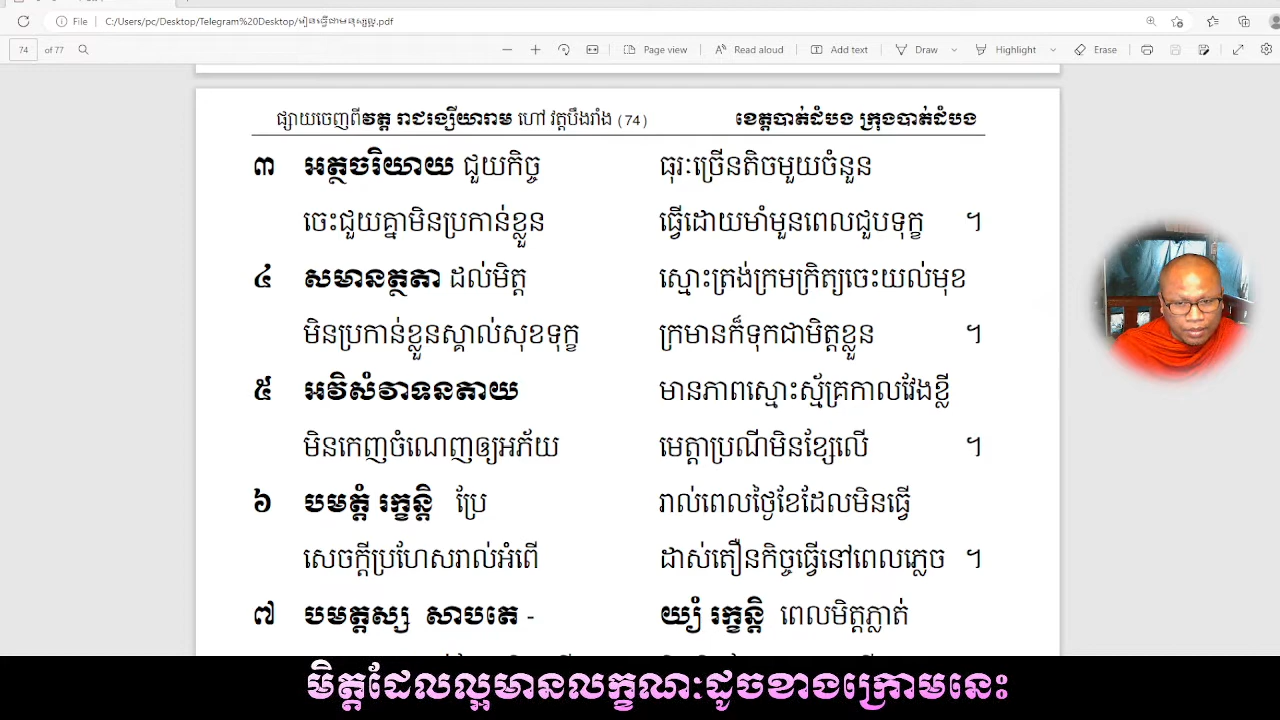 File C:/Users/pc/Desktop/Telegram%20Desktop/រៀនធ្វើជាមនុស្សល្អ.pdf
74 of 77 Page view Read aloud Add text Draw Highlight Erase
ផ្សាយចេញពីវត្ត រាជរង្សីយារាម ហៅ វត្តបឹងរាំង (74) ខេត្តបាត់ដំបង ក្រុងបាត់ដំបង
៣ អត្ថចរិយាយ ជួយកិច្ច ធុរៈច្រើនតិចមួយចំនួន
ចេះជួយគ្នាមិនប្រកាន់ខ្លួន ធ្វើដោយមាំមួនពេលជួបទុក្ខ ។
៤ សមានត្ថតា ដល់មិត្ត ស្មោះត្រង់ក្រមក្រិត្យចេះយល់មុខ
មិនប្រកាន់ខ្លួនស្គាល់សុខទុក្ខ ក្រមានក៏ទុកជាមិត្តខ្លួន ។
៥ អវិសំវាទនតាយ មានភាពស្មោះស្ម័គ្រកាលវែងខ្លី
មិនកេញចំណេញឲ្យអភ័យ មេត្តាប្រណីមិនខ្សែលើ ។
៦ បមត្តំ រក្ខន្តិ ប្រែ រាល់ពេលថ្ងៃខែដែលមិនធ្វើ
សេចក្តីប្រហែសរាល់អំពើ ដាស់តឿនកិច្ចធ្វើនៅពេលភ្លេច ។
៧ បមត្តស្ស សាបតេ - យ្យំ រក្ខន្តិ ពេលមិត្តភ្លាត់
មិត្តដែលល្អមានលក្ខណៈដូចខាងក្រោមនេះ